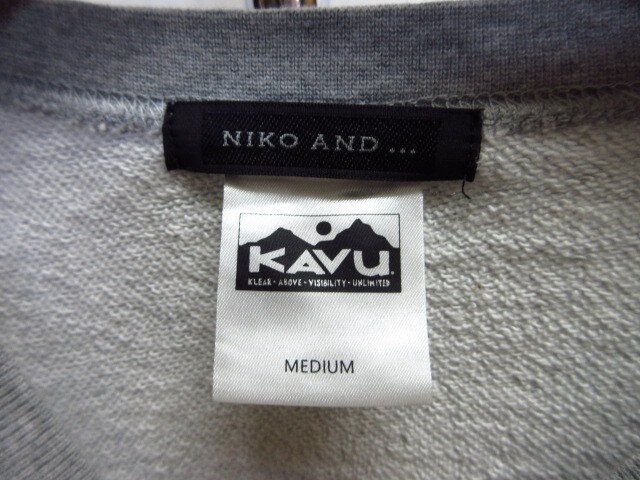 NIKO AND ...
KAVU.
KLEAR · ABOVE · VISIBILITY · UNLIMITED
MEDIUM